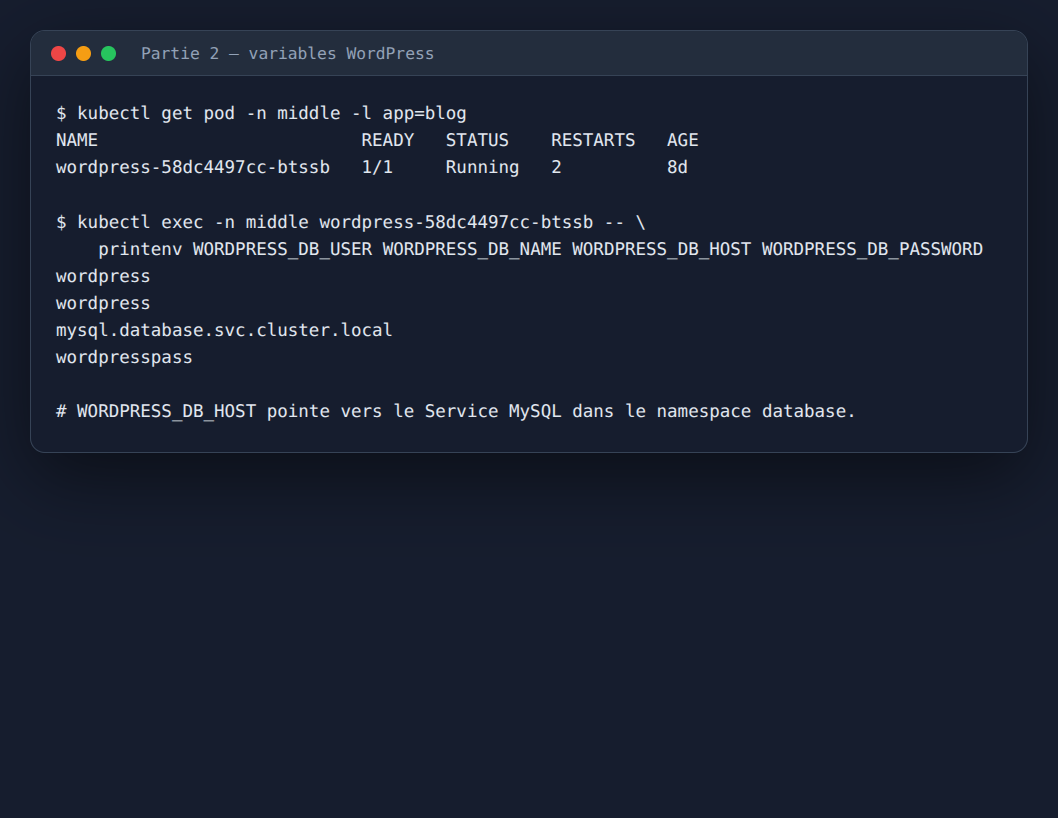 Partie 2 — variables WordPress
$ kubectl get pod -n middle -l app=blog
NAME                         READY   STATUS    RESTARTS   AGE
wordpress-58dc4497cc-btssb   1/1     Running   2          8d
$ kubectl exec -n middle wordpress-58dc4497cc-btssb -- \
    printenv WORDPRESS_DB_USER WORDPRESS_DB_NAME WORDPRESS_DB_HOST WORDPRESS_DB_PASSWORD
wordpress
wordpress
mysql.database.svc.cluster.local
wordpresspass
# WORDPRESS_DB_HOST pointe vers le Service MySQL dans le namespace database.